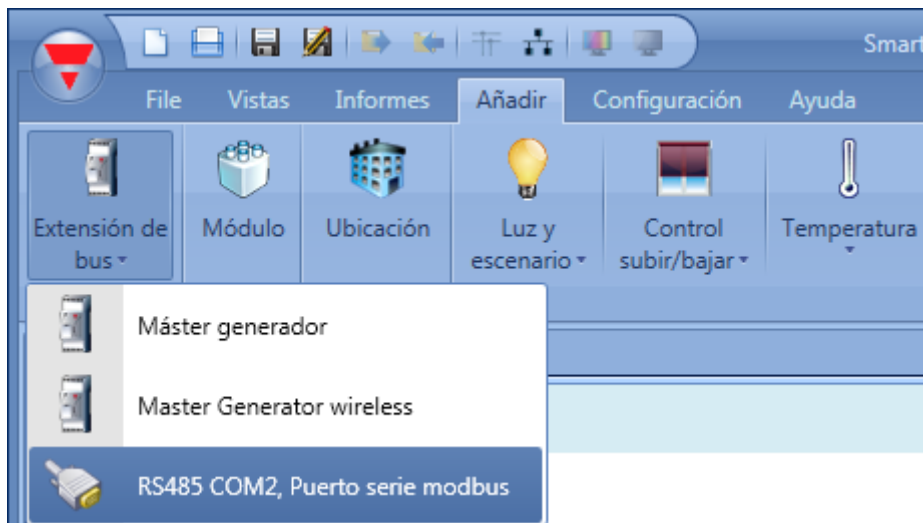 Smart
File Vistas Informes Añadir Configuración Ayuda
Extensión de bus
Módulo
Ubicación
Luz y escenario
Control subir/bajar
Temperatura
Máster generador
Master Generator wireless
RS485 COM2, Puerto serie modbus